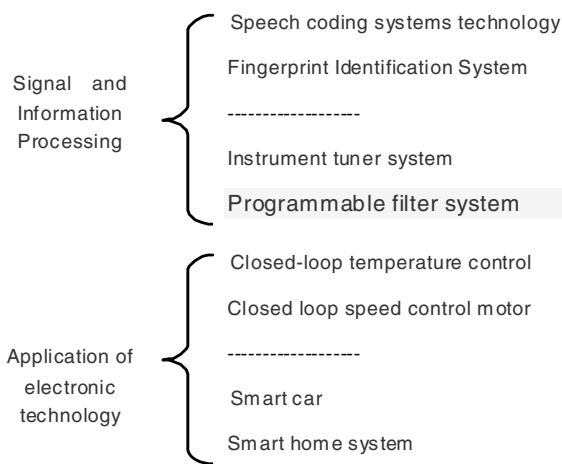 Signal and
Information
Processing
Speech coding systems technology
Fingerprint Identification System
-------------------
Instrument tuner system
Programmable filter system
Application of
electronic
technology
Closed-loop temperature control
Closed loop speed control motor
-------------------
Smart car
Smart home system